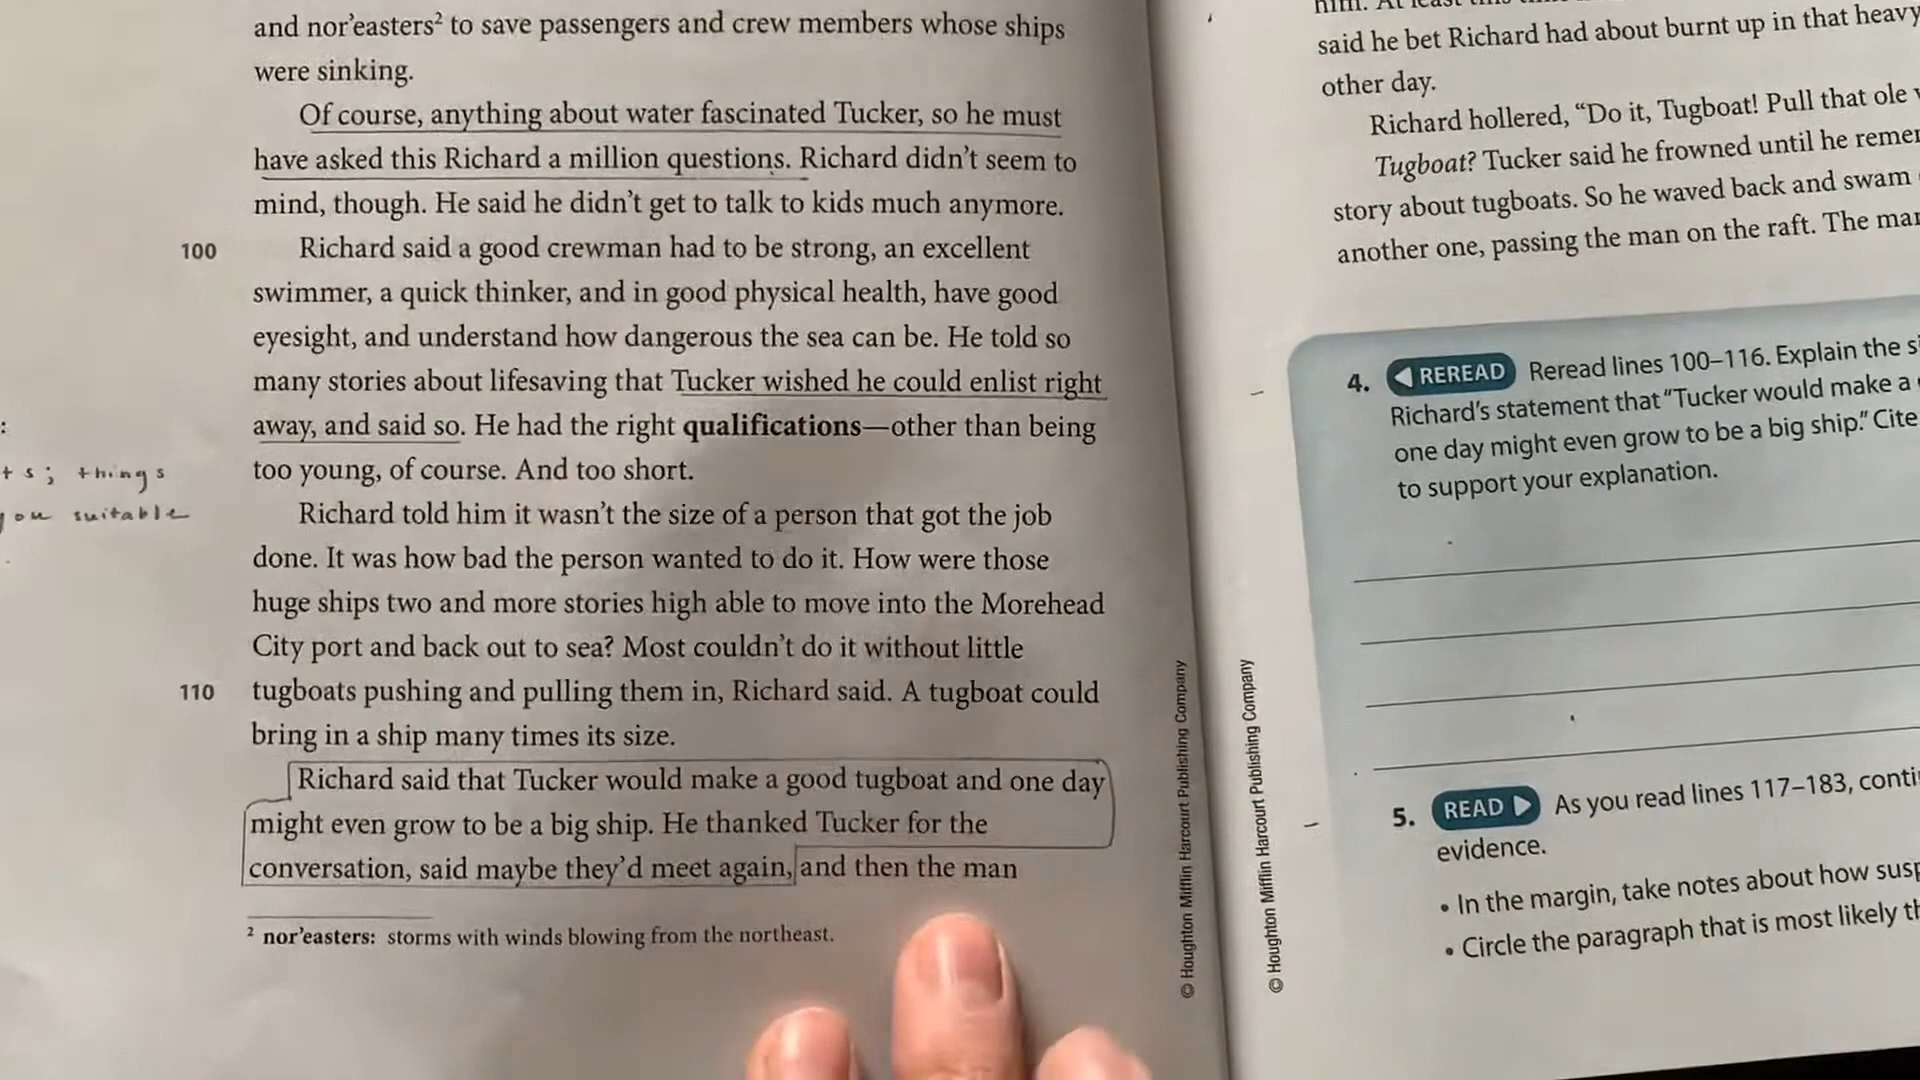 and nor’easters² to save passengers and crew members whose ships
were sinking.
Of course, anything about water fascinated Tucker, so he must
have asked this Richard a million questions. Richard didn’t seem to
mind, though. He said he didn’t get to talk to kids much anymore.
100 Richard said a good crewman had to be strong, an excellent
swimmer, a quick thinker, and in good physical health, have good
eyesight, and understand how dangerous the sea can be. He told so
many stories about lifesaving that Tucker wished he could enlist right
away, and said so. He had the right qualifications—other than being
too young, of course. And too short.
Richard told him it wasn’t the size of a person that got the job
done. It was how bad the person wanted to do it. How were those
huge ships two and more stories high able to move into the Morehead
City port and back out to sea? Most couldn’t do it without little
110 tugboats pushing and pulling them in, Richard said. A tugboat could
bring in a ship many times its size.
Richard said that Tucker would make a good tugboat and one day
might even grow to be a big ship. He thanked Tucker for the
conversation, said maybe they’d meet again, and then the man
² nor’easters: storms with winds blowing from the northeast.
:
ts; things
you suitable
© Houghton Mifflin Harcourt Publishing Company
him. At least this time
said he bet Richard had about burnt up in that heavy
other day.
Richard hollered, “Do it, Tugboat! Pull that ole
Tugboat? Tucker said he frowned until he
story about tugboats. So he waved back and swam
another one, passing the man on the raft. The
4. REREAD Reread lines 100–116. Explain the
Richard’s statement that “Tucker would make a
one day might even grow to be a big ship.” Cite
to support your explanation.
5. READ As you read lines 117–183,
evidence.
• In the margin, take notes about how
• Circle the paragraph that is most likely
© Houghton Mifflin Harcourt Publishing Company